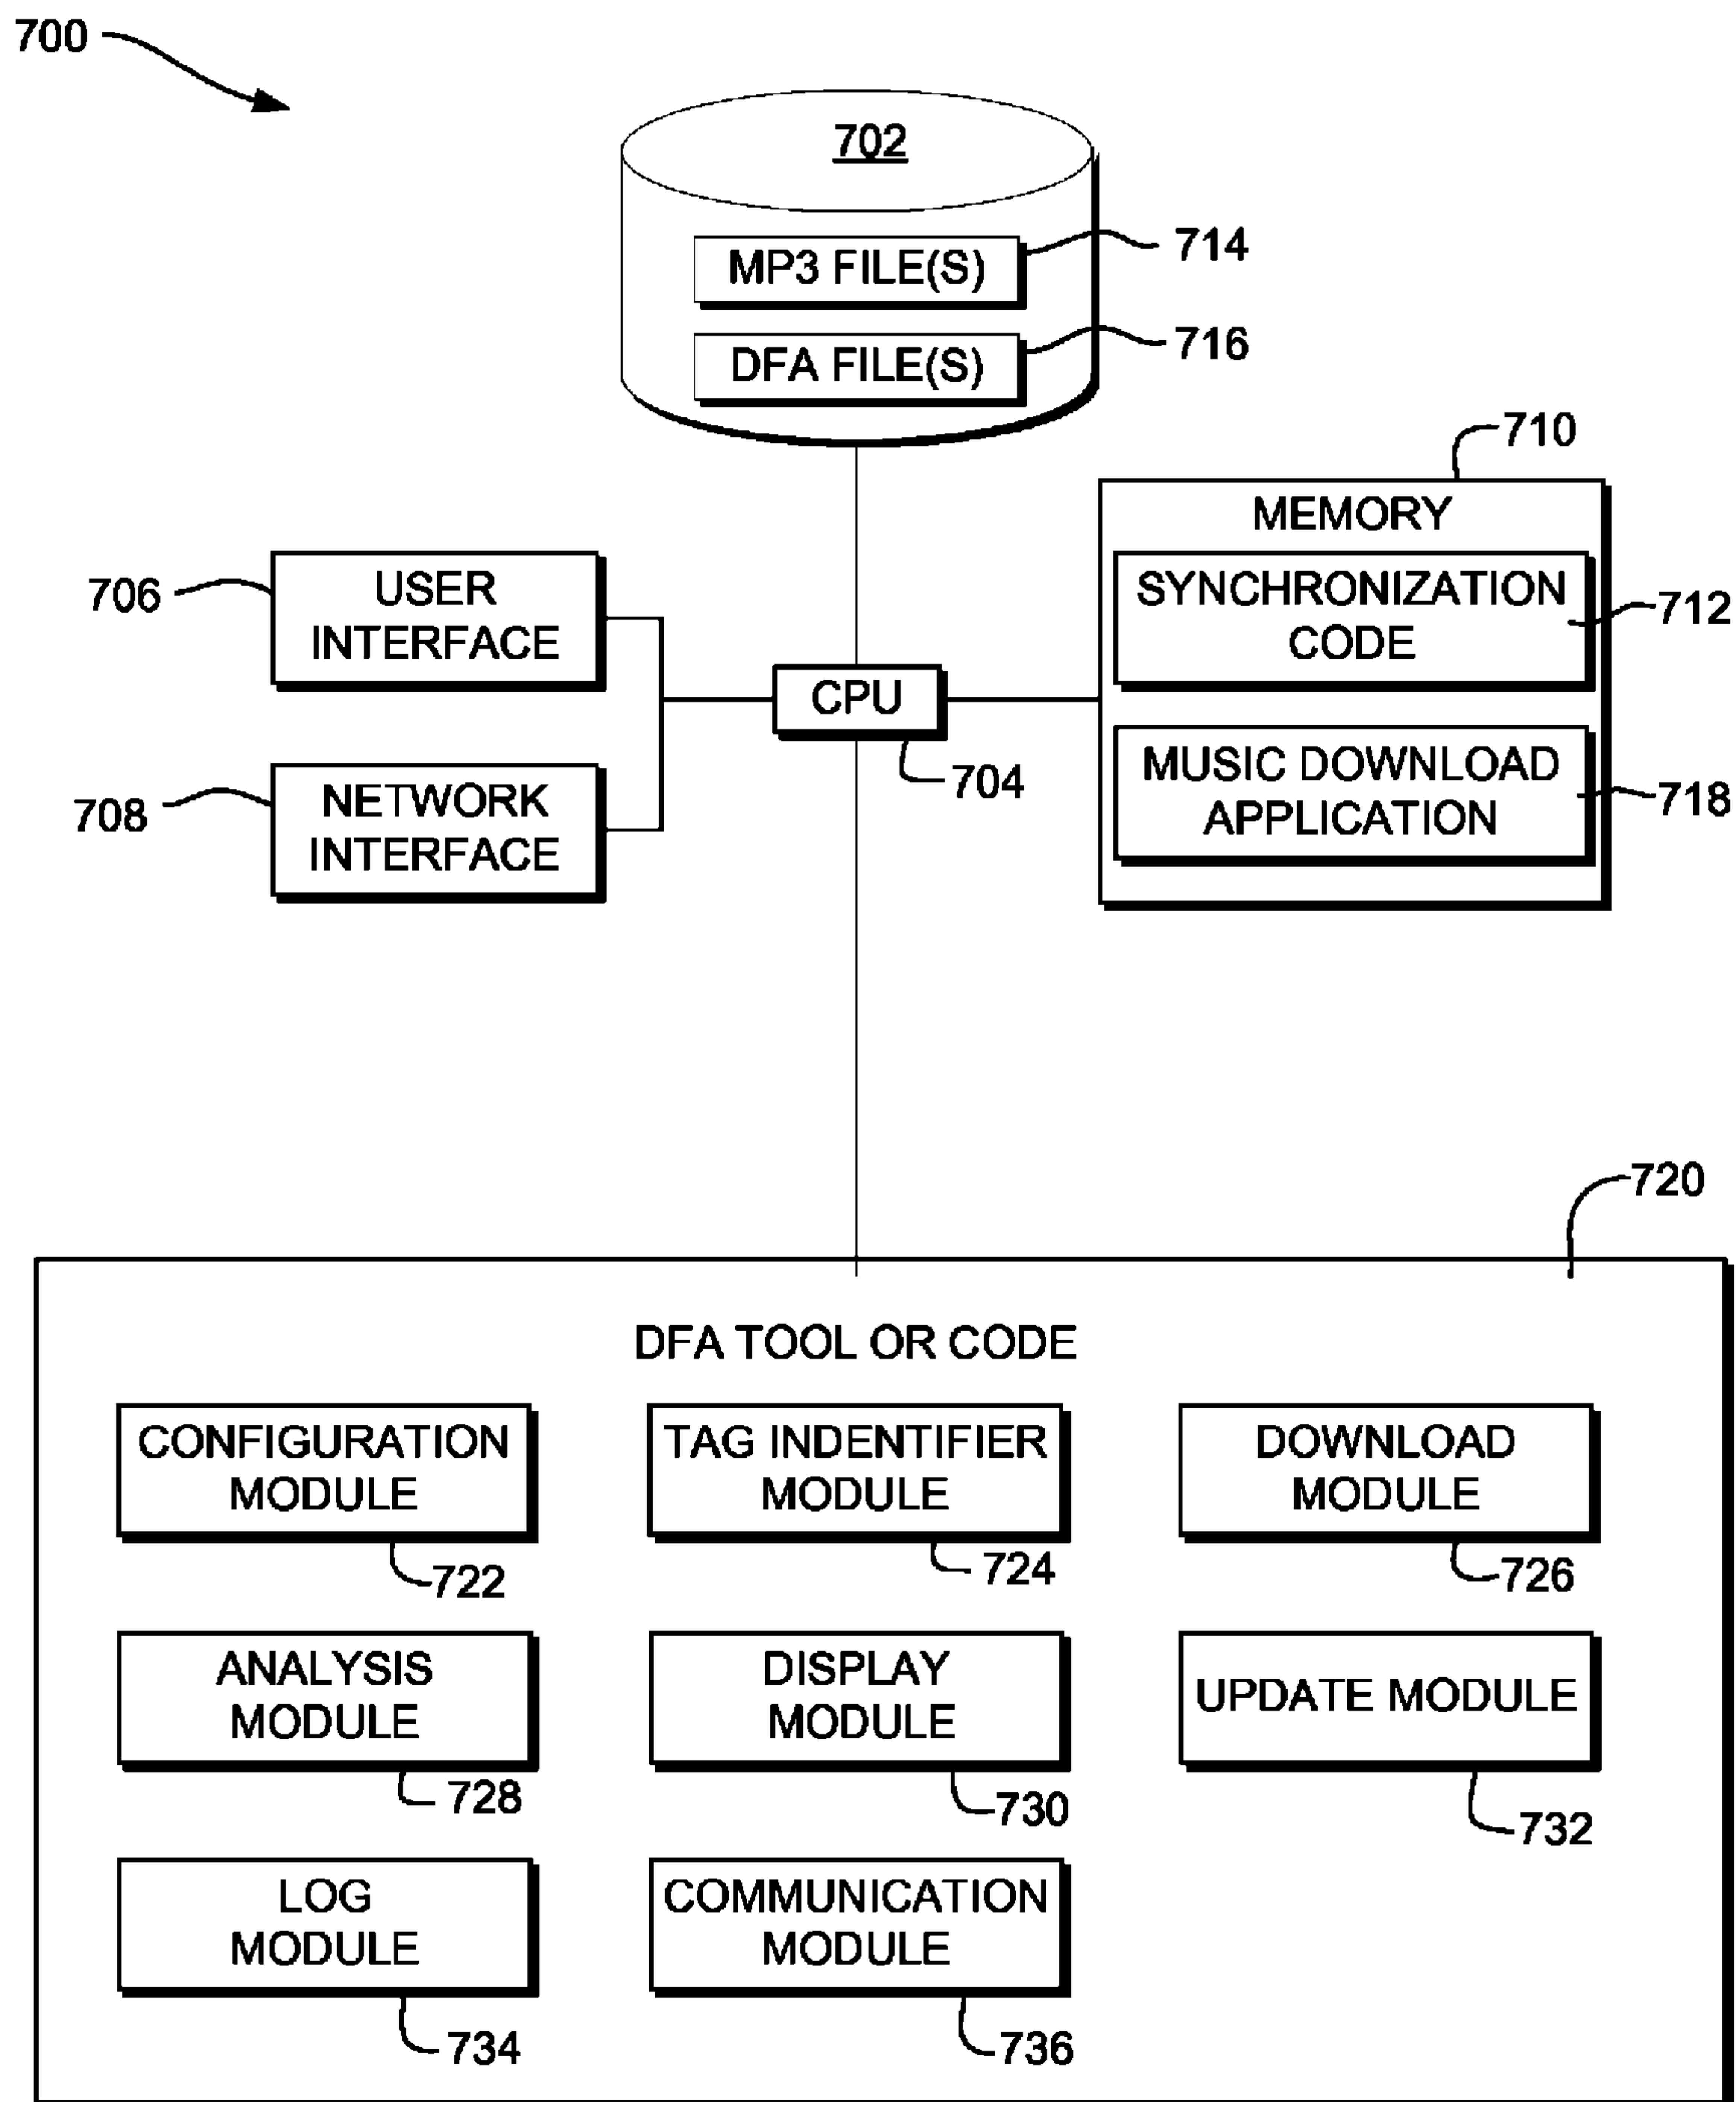 700
702
MP3 FILE(S)
714
DFA FILE(S)
716
710
MEMORY
SYNCHRONIZATION
CODE
712
MUSIC DOWNLOAD
APPLICATION
718
706
USER
INTERFACE
CPU
704
708
NETWORK
INTERFACE
720
DFA TOOL OR CODE
CONFIGURATION
MODULE
722
TAG INDENTIFIER
MODULE
724
DOWNLOAD
MODULE
726
ANALYSIS
MODULE
728
DISPLAY
MODULE
730
UPDATE MODULE
732
LOG
MODULE
734
COMMUNICATION
MODULE
736